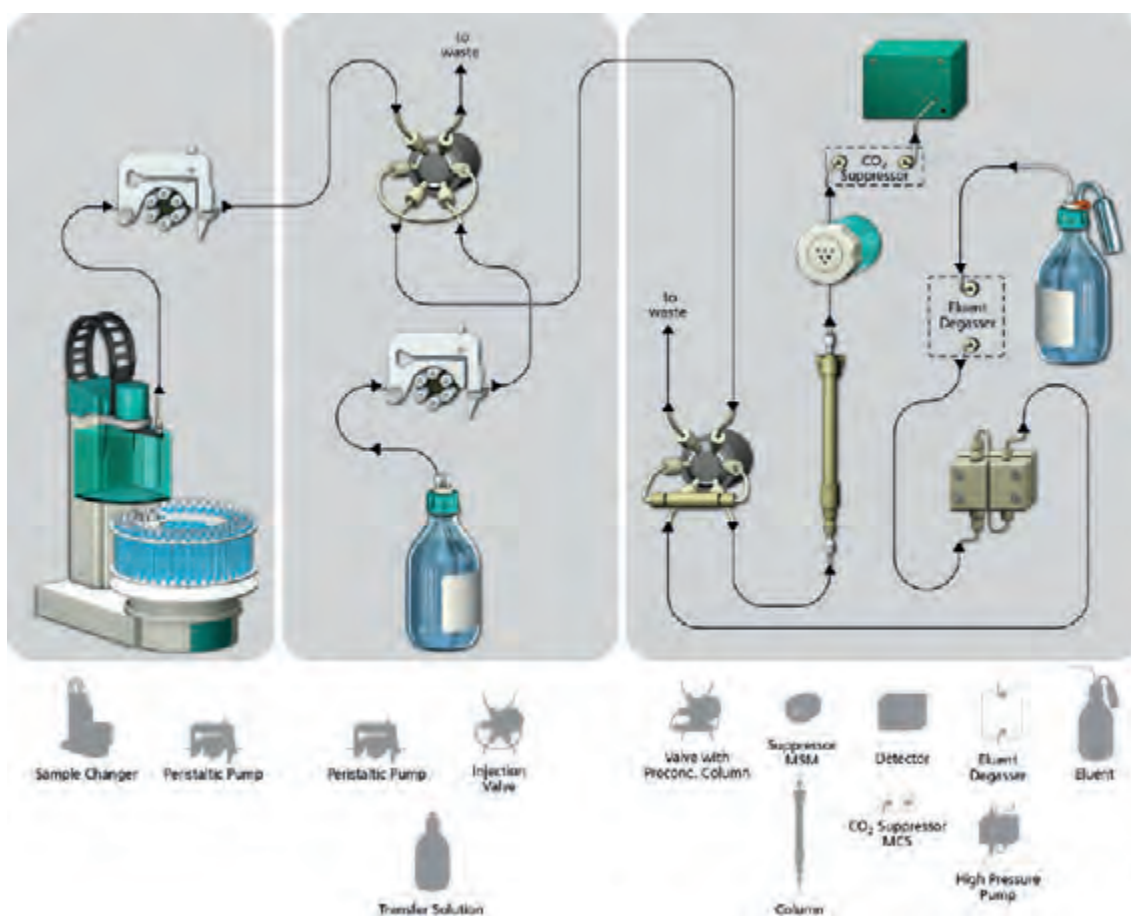 to
waste
CO2
Suppressor
Eluent
Degasser
to
waste
Sample Changer
Peristaltic Pump
Peristaltic Pump
Injection
Valve
Transfer Solution
Valve with
Preconc. Column
Suppressor
MSM
Detector
Eluent
Degasser
Eluent
CO2 Suppressor
MCS
High Pressure
Pump
Column